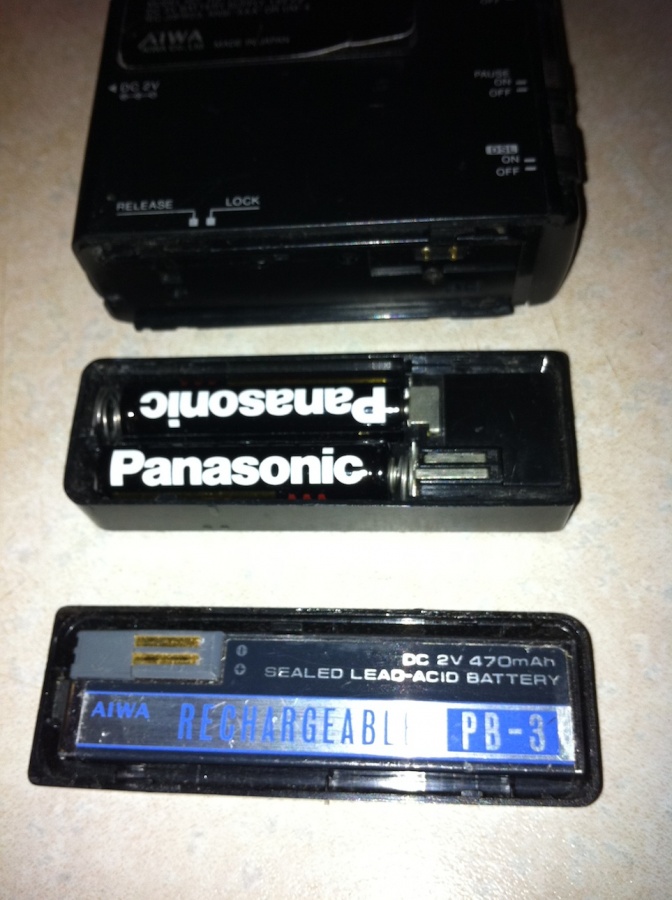 AIWA
MADE IN JAPAN
DC 2V
PAUSE
ON
OFF
DSL
ON
OFF
RELEASE
LOCK
Panasonic
Panasonic
AAA
DC 2V 470mAh
SEALED LEAD-ACID BATTERY
AIWA RECHARGEABLE PB-3